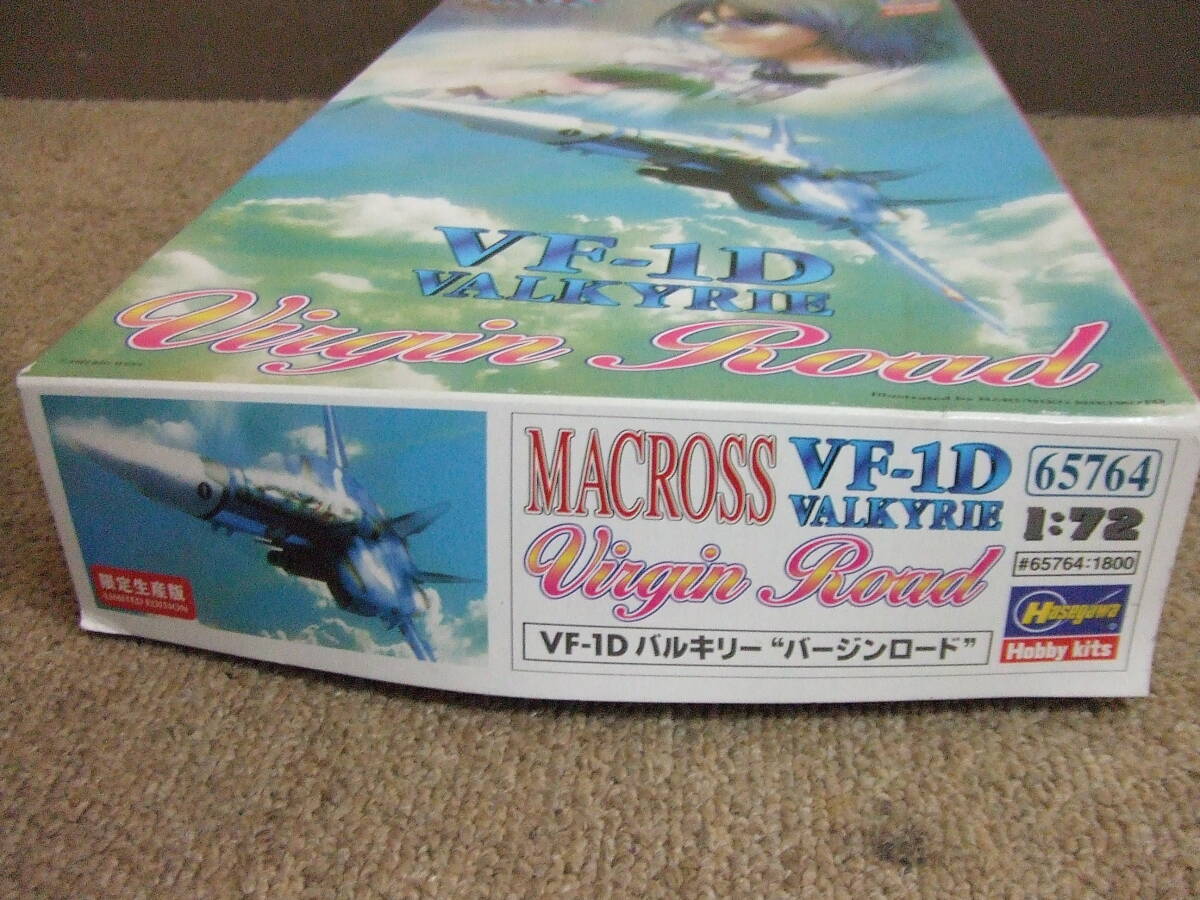 VF-1D
VALKYRIE
Virgin Road
限定生産版
LIMITED EDITION
MACROSS
VF-1D
VALKYRIE
Virgin Road
VF-1D バルキリー “バージンロード”
65764
1:72
#65764:1800
Hasegawa
Hobby kits